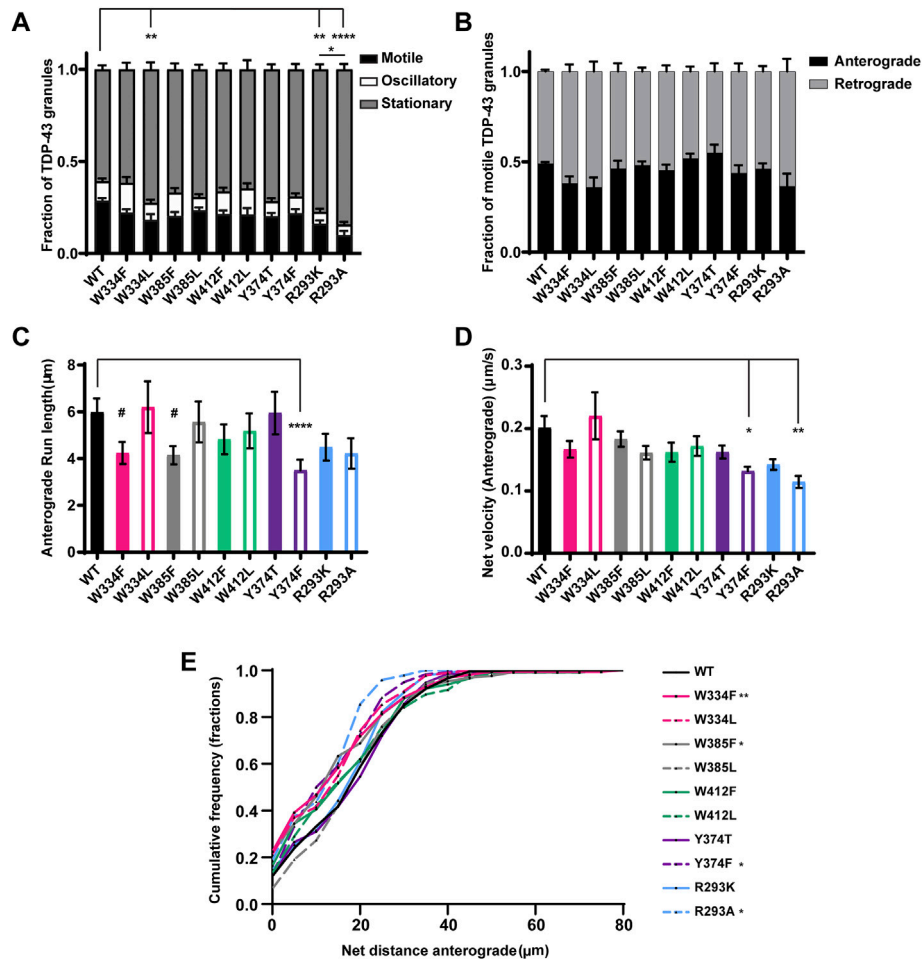 A
** ** ****
*
Motile
Oscillatory
Stationary
Fraction of TDP-43 granules
1.0
0.5
0.0
WT
W334F
W334L
W385F
W385L
W412F
W412L
Y374T
Y374F
R293K
R293A
B
Anterograde
Retrograde
Fraction of motile TDP-43 granules
1.0
0.5
0.0
WT
W334F
W334L
W385F
W385L
W412F
W412L
Y374T
Y374F
R293K
R293A
C
Anterograde Run length(µm)
8
6
4
2
0
# # ****
WT
W334F
W334L
W385F
W385L
W412F
W412L
Y374T
Y374F
R293K
R293A
D
Net velocity (Anterograde) (µm/s)
0.3
0.2
0.1
0.0
* **
WT
W334F
W334L
W385F
W385L
W412F
W412L
Y374T
Y374F
R293K
R293A
E
Cumulative frequency (fractions)
1.0
0.8
0.6
0.4
0.2
0.0
0 20 40 60 80
Net distance anterograde(µm)
WT
W334F **
W334L
W385F *
W385L
W412F
W412L
Y374T
Y374F *
R293K
R293A *